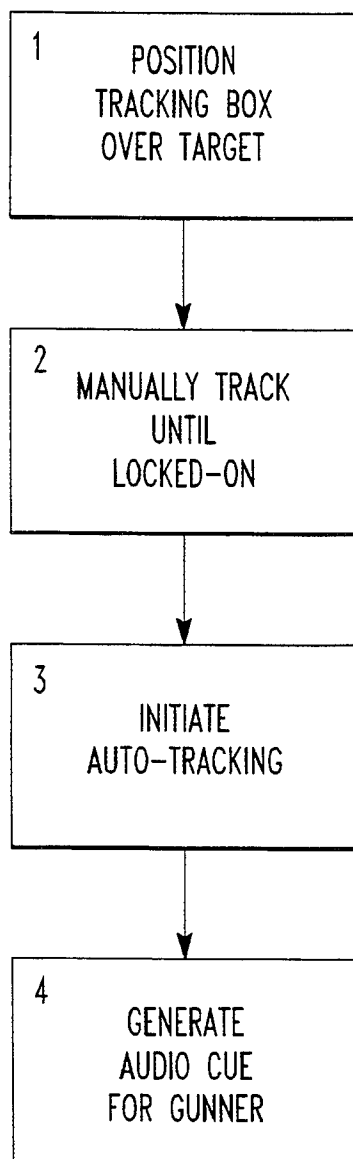 1
POSITION
TRACKING BOX
OVER TARGET
2
MANUALLY TRACK
UNTIL
LOCKED-ON
3
INITIATE
AUTO-TRACKING
4
GENERATE
AUDIO CUE
FOR GUNNER